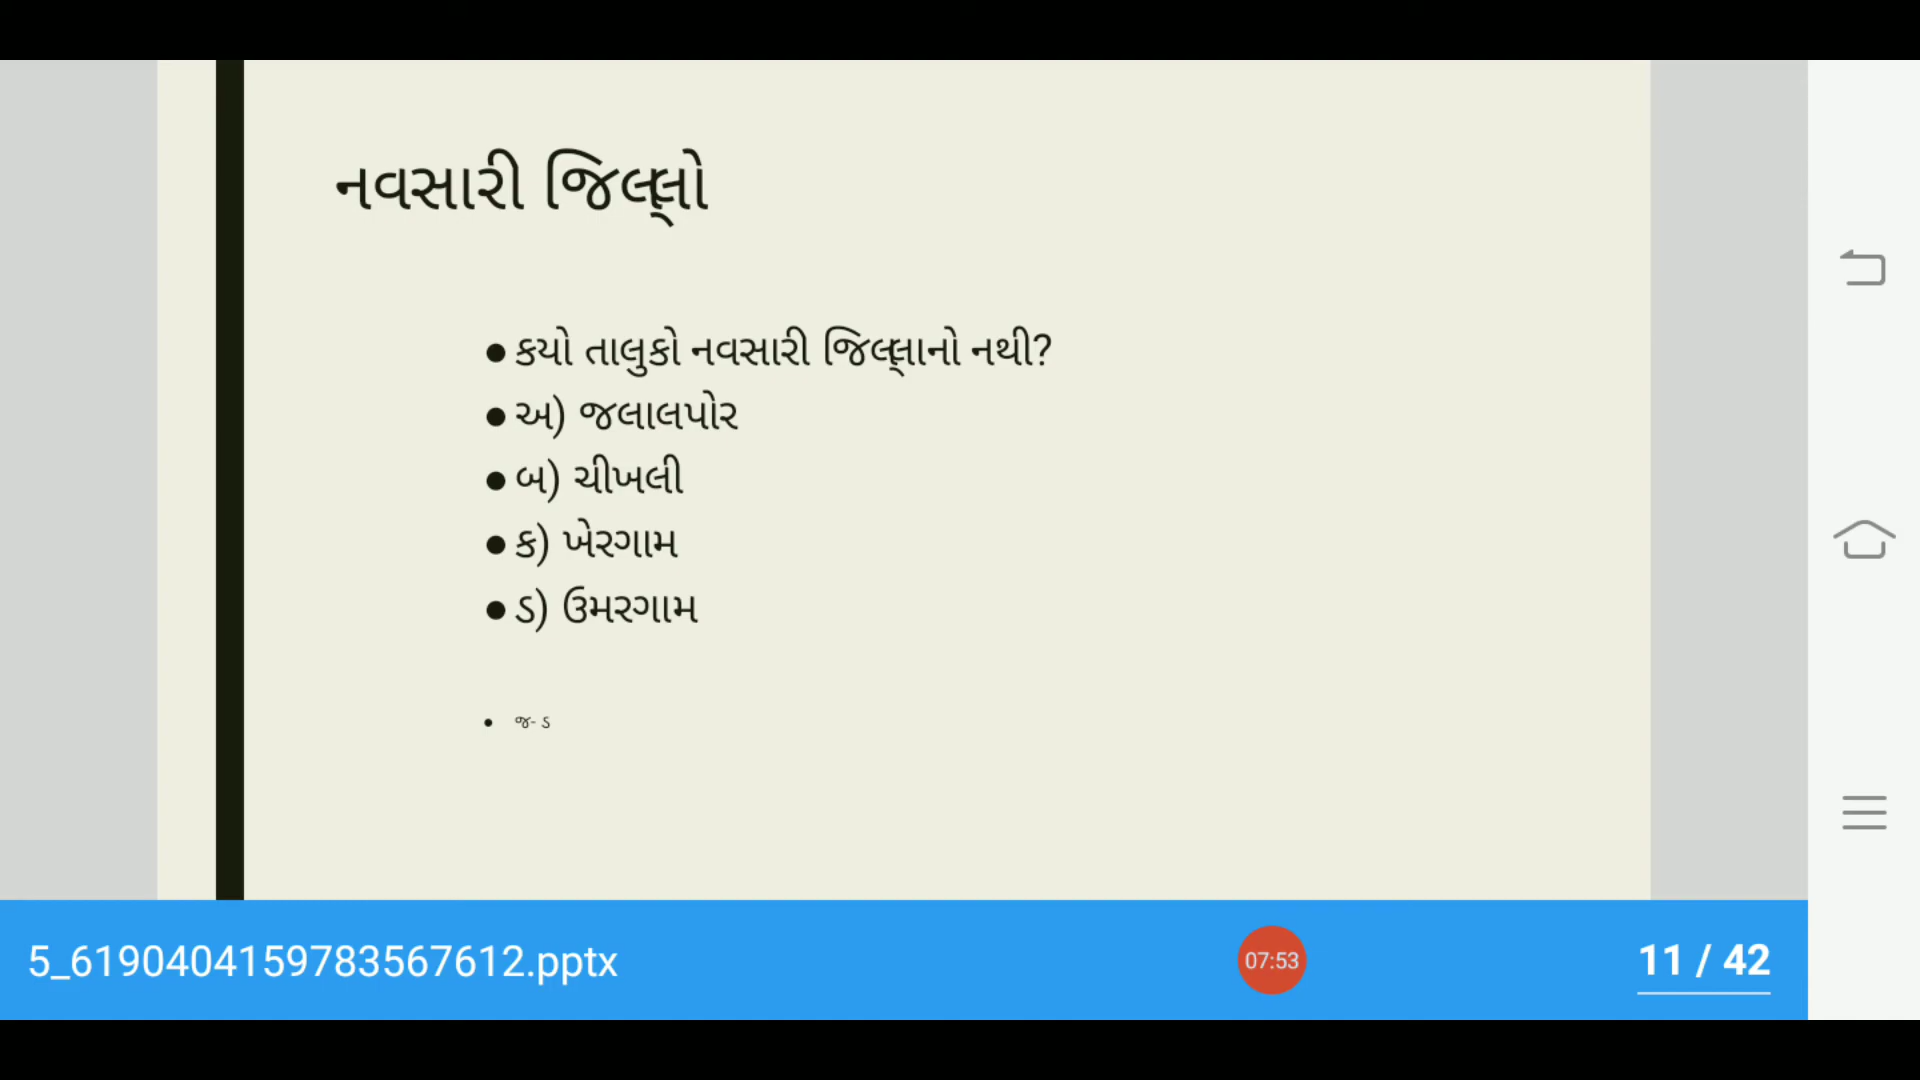 નવસારી જિલ્લો
● કયો તાલુકો નવસારી જિલ્લાનો નથી?
● અ) જલાલપોર
● બ) ચીખલી
● ક) ખેરગામ
● ડ) ઉમરગામ
• જ- ડ
5_6190404159783567612.pptx
07:53
11 / 42